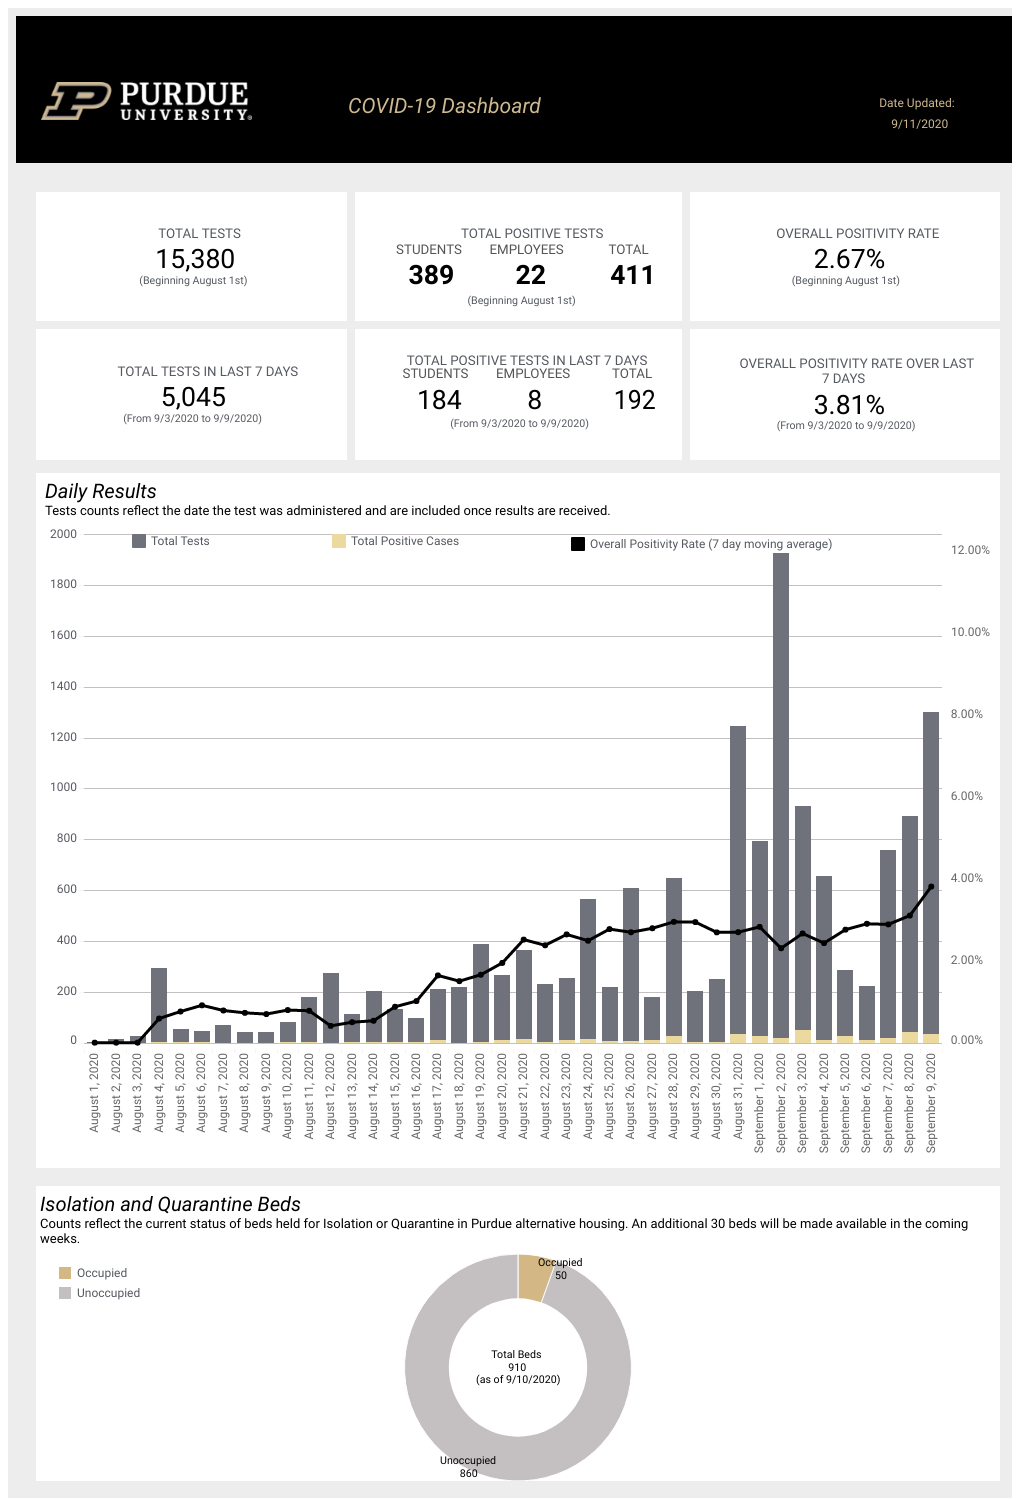 PURDUE
UNIVERSITY®
COVID-19 Dashboard
Date Updated:
9/11/2020
TOTAL TESTS
15,380
(Beginning August 1st)
TOTAL POSITIVE TESTS
STUDENTS EMPLOYEES TOTAL
389 22 411
(Beginning August 1st)
OVERALL POSITIVITY RATE
2.67%
(Beginning August 1st)
TOTAL TESTS IN LAST 7 DAYS
5,045
(From 9/3/2020 to 9/9/2020)
TOTAL POSITIVE TESTS IN LAST 7 DAYS
STUDENTS EMPLOYEES TOTAL
184 8 192
(From 9/3/2020 to 9/9/2020)
OVERALL POSITIVITY RATE OVER LAST
7 DAYS
3.81%
(From 9/3/2020 to 9/9/2020)
Daily Results
Tests counts reflect the date the test was administered and are included once results are received.
Total Tests Total Positive Cases Overall Positivity Rate (7 day moving average)
2000
1800
1600
1400
1200
1000
800
600
400
200
0
12.00%
10.00%
8.00%
6.00%
4.00%
2.00%
0.00%
August 1, 2020
August 2, 2020
August 3, 2020
August 4, 2020
August 5, 2020
August 6, 2020
August 7, 2020
August 8, 2020
August 9, 2020
August 10, 2020
August 11, 2020
August 12, 2020
August 13, 2020
August 14, 2020
August 15, 2020
August 16, 2020
August 17, 2020
August 18, 2020
August 19, 2020
August 20, 2020
August 21, 2020
August 22, 2020
August 23, 2020
August 24, 2020
August 25, 2020
August 26, 2020
August 27, 2020
August 28, 2020
August 29, 2020
August 30, 2020
August 31, 2020
September 1, 2020
September 2, 2020
September 3, 2020
September 4, 2020
September 5, 2020
September 6, 2020
September 7, 2020
September 8, 2020
September 9, 2020
Isolation and Quarantine Beds
Counts reflect the current status of beds held for Isolation or Quarantine in Purdue alternative housing. An additional 30 beds will be made available in the coming
weeks.
Occupied
Unoccupied
Occupied
50
Total Beds
910
(as of 9/10/2020)
Unoccupied
860